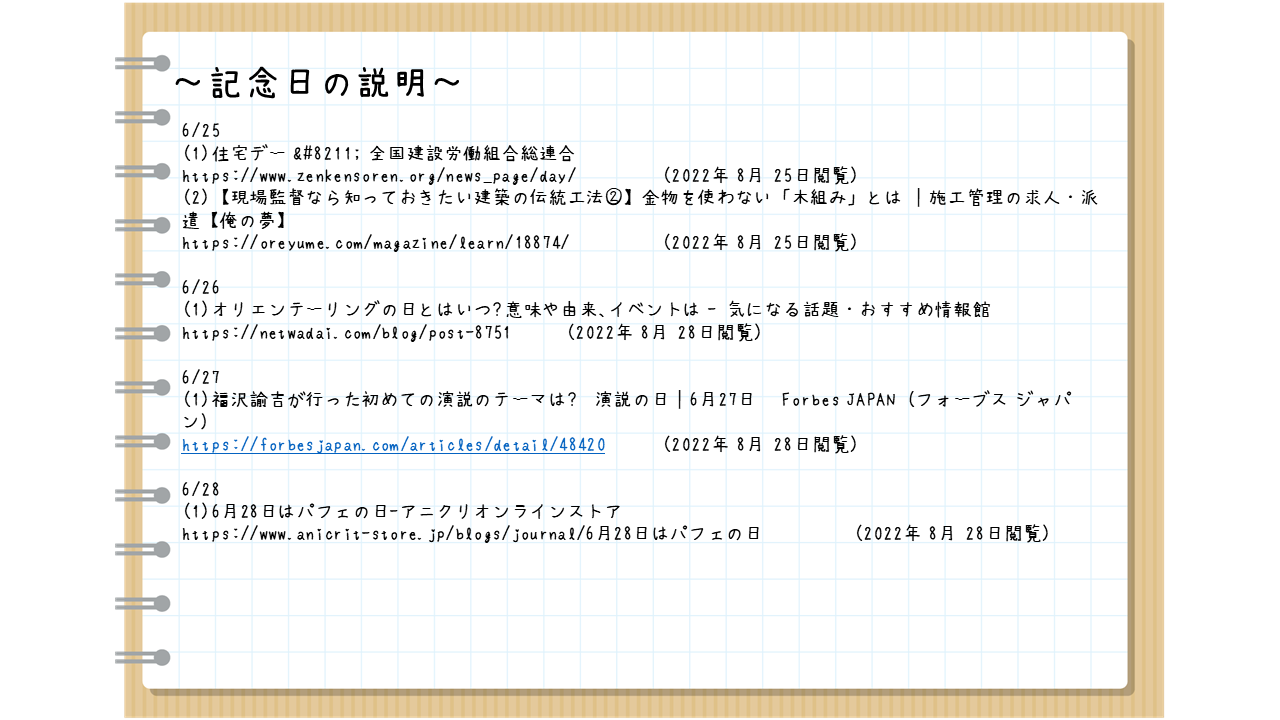 ～記念日の説明～
6/25
(1)住宅デー &#8211; 全国建設労働組合総連合
https://www.zenkensoren.org/news_page/day/ (2022年 8月 25日閲覧)
(2)【現場監督なら知っておきたい建築の伝統工法②】金物を使わない「木組み」とは ｜施工管理の求人・派
遣【俺の夢】
https://oreyume.com/magazine/learn/18874/ (2022年 8月 25日閲覧)
6/26
(1)オリエンテーリングの日とはいつ?意味や由来、イベントは - 気になる話題・おすすめ情報館
https://netwadai.com/blog/post-8751 (2022年 8月 28日閲覧)
6/27
(1)福沢諭吉が行った初めての演説のテーマは? 演説の日｜6月27日 Forbes JAPAN (フォーブス ジャパ
ン)
https://forbesjapan.com/articles/detail/48420 (2022年 8月 28日閲覧)
6/28
(1)6月28日はパフェの日-アニクリオンラインストア
https://www.anicrit-store.jp/blogs/journal/6月28日はパフェの日 (2022年 8月 28日閲覧)